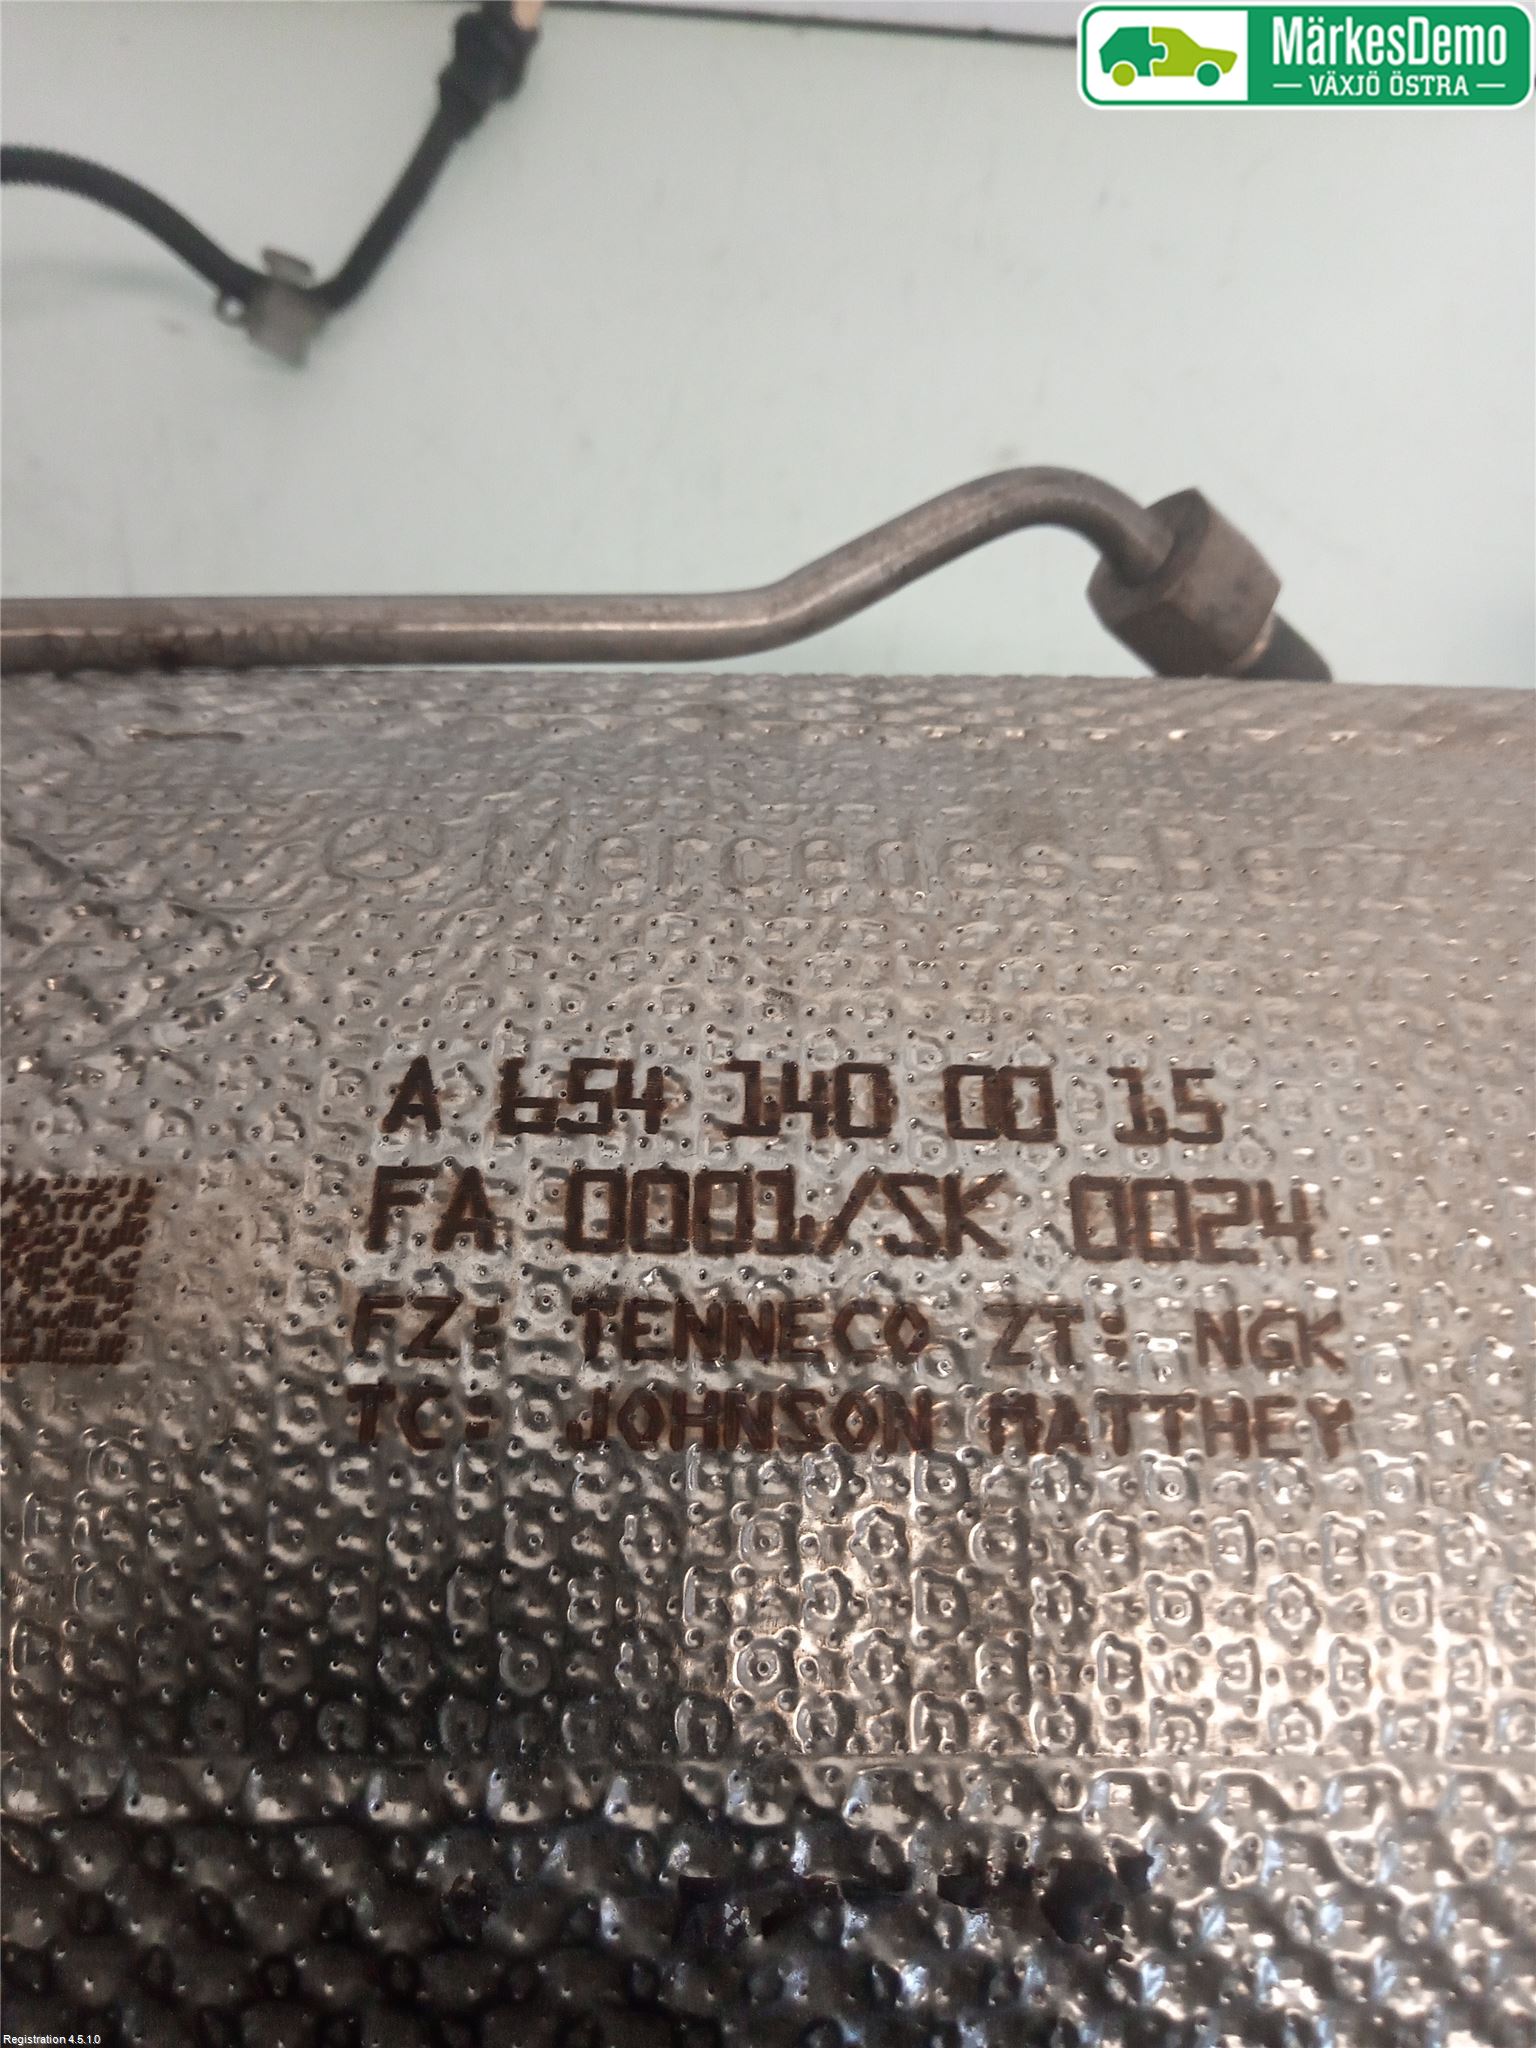 MärkesDemo
VÄXJÖ ÖSTRA
Mercedes-benz
A 654 140 00 15
FA 0001/SK 0024
FZ: TENNECO ZT: NGK
TC: JOHNSON MATTHEY
Registration 4.5.1.0